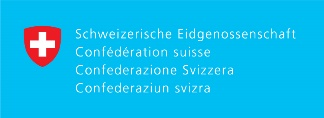 Schweizerische Eidgenossenschaft
Confédération suisse
Confederazione Svizzera
Confederaziun svizra